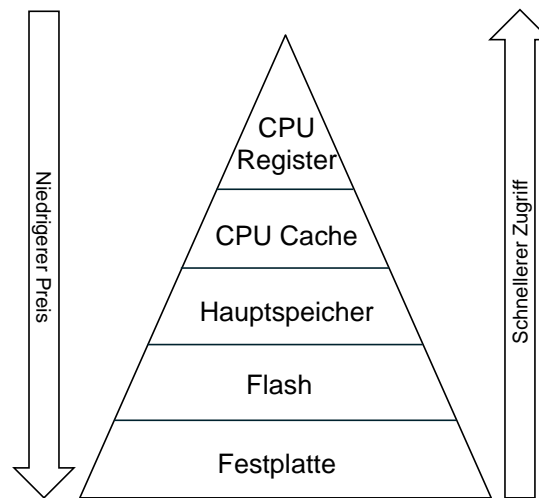 Niedrigerer Preis
CPU
Register
CPU Cache
Hauptspeicher
Flash
Festplatte
Schnellerer Zugriff